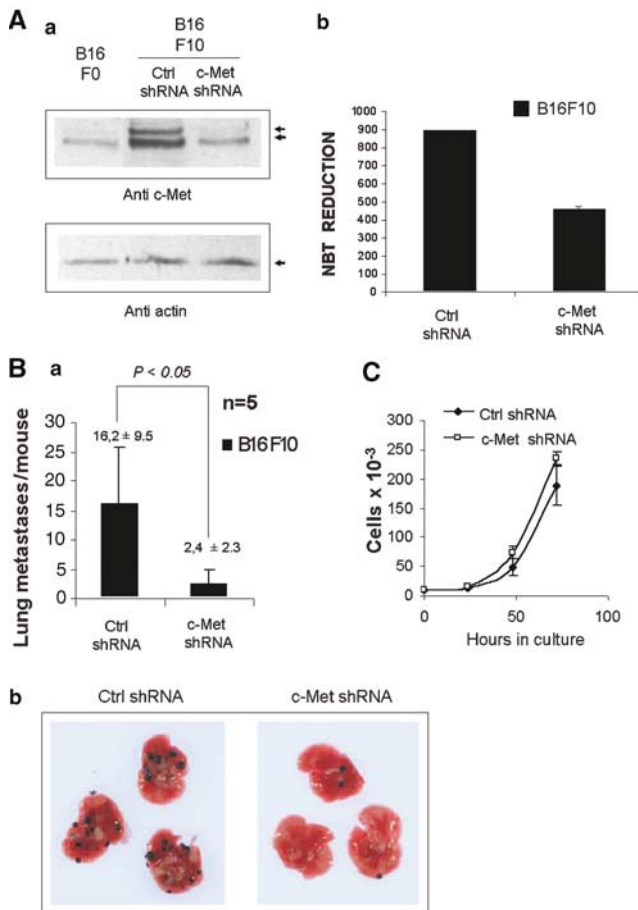 A
a
B16
F0
B16
F10
Ctrl
shRNA
c-Met
shRNA
Anti c-Met
Anti actin
b
B16F10
NBT REDUCTION
1000
900
800
700
600
500
400
300
200
100
0
Ctrl
shRNA
c-Met
shRNA
B
a
P < 0.05
n=5
B16F10
Lung metastases/mouse
30
25
20
15
10
5
0
16,2 ± 9.5
2,4 ± 2.3
Ctrl
shRNA
c-Met
shRNA
C
Ctrl shRNA
c-Met shRNA
Cells x 10⁻³
300
250
200
150
100
50
0
0
50
100
Hours in culture
b
Ctrl shRNA
c-Met shRNA